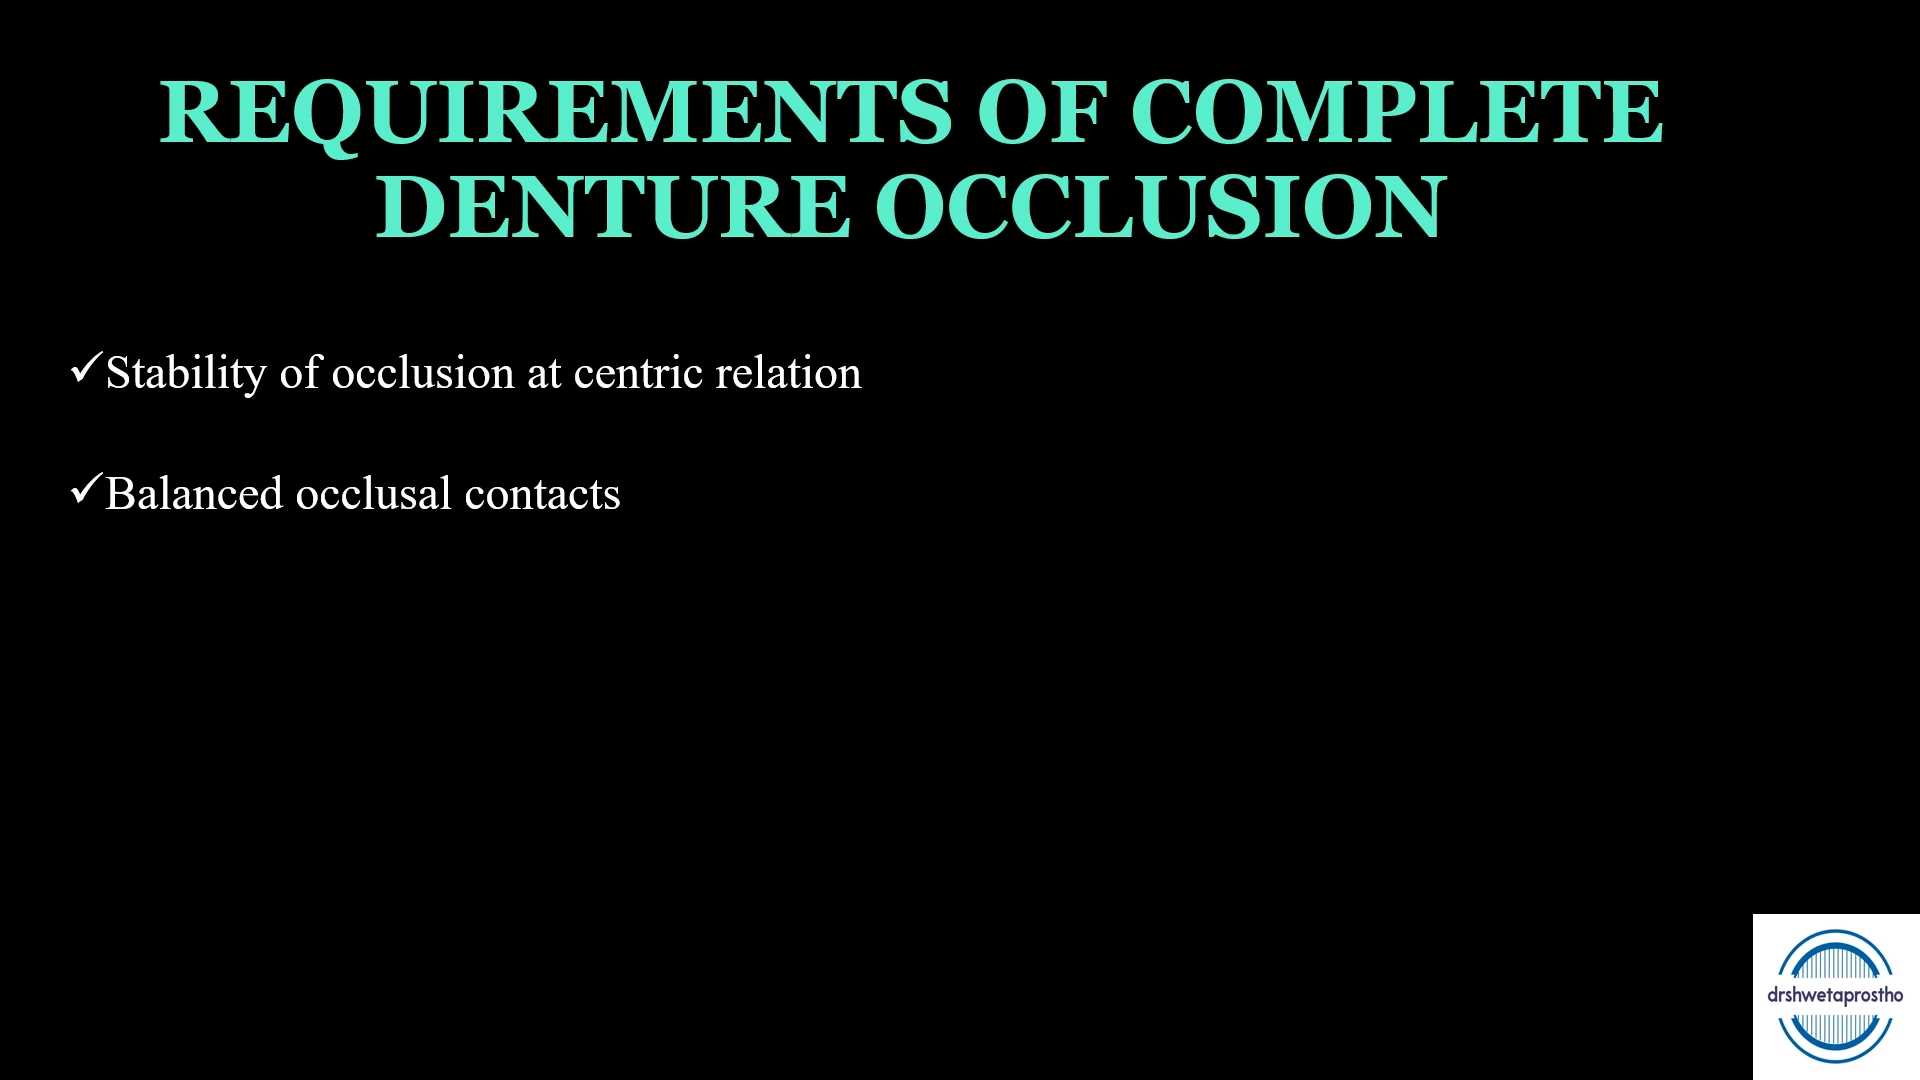 REQUIREMENTS OF COMPLETE
DENTURE OCCLUSION
✓Stability of occlusion at centric relation
✓Balanced occlusal contacts
drshwetaprostho